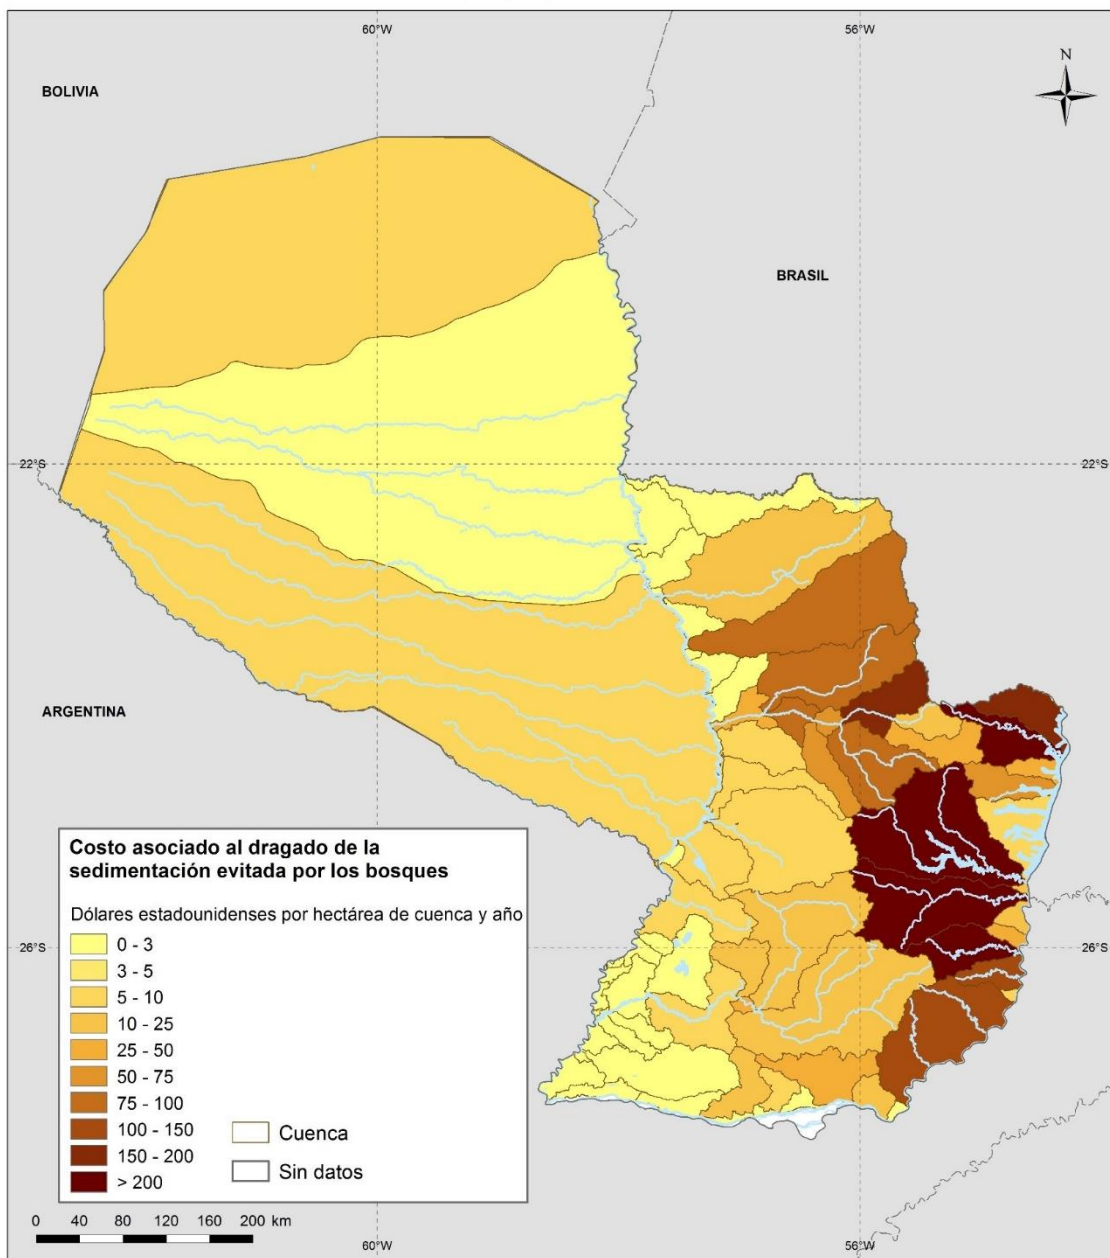 60°W
56°W
N
BOLIVIA
BRASIL
22°S
22°S
ARGENTINA
Costo asociado al dragado de la
sedimentación evitada por los bosques
Dólares estadounidenses por hectárea de cuenca y año
0 - 3
3 - 5
5 - 10
10 - 25
25 - 50
50 - 75
75 - 100
100 - 150
150 - 200
> 200
Cuenca
Sin datos
26°S
26°S
0 40 80 120 160 200 km
60°W
56°W